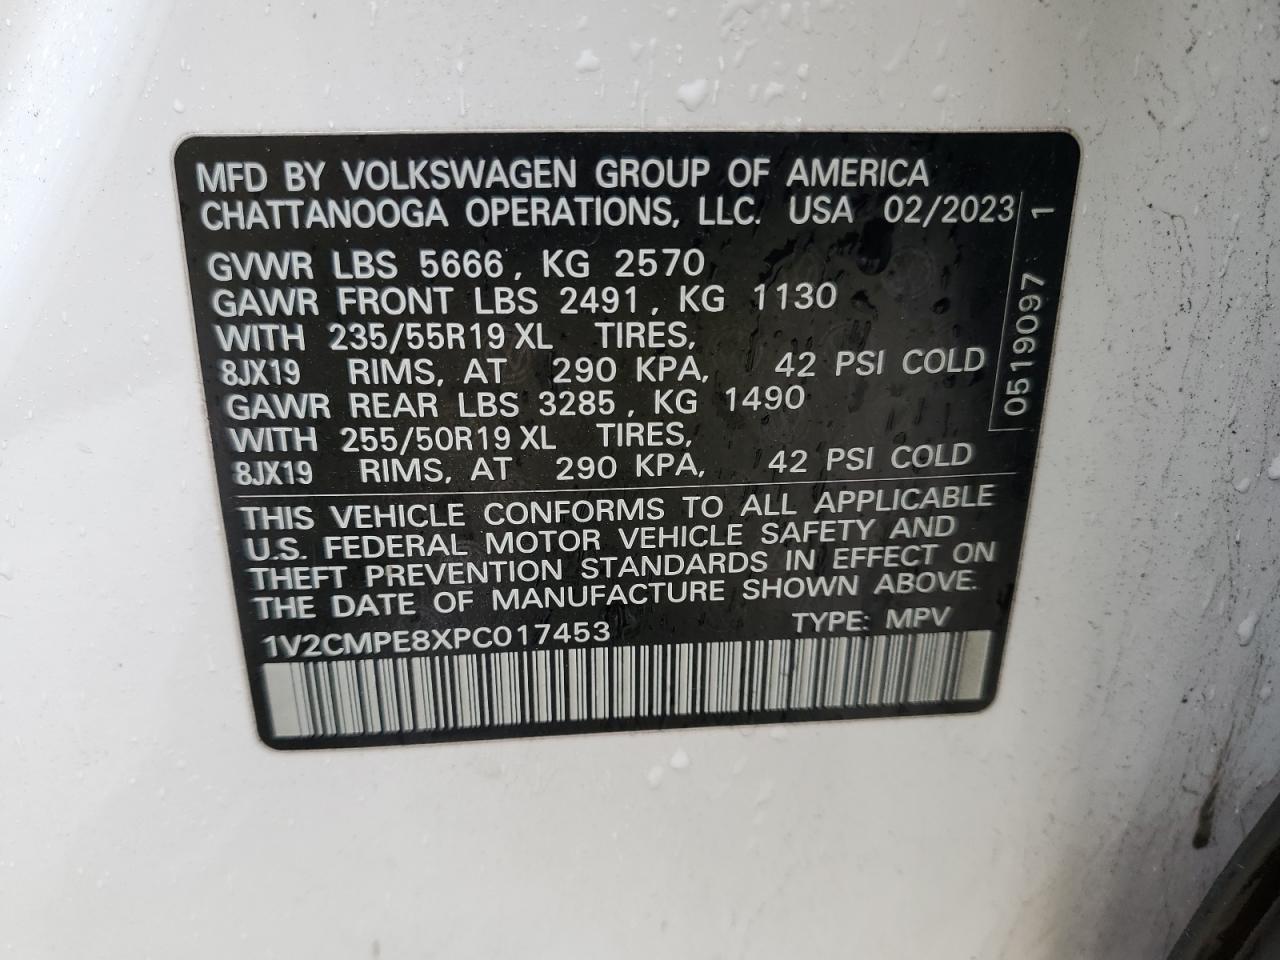 MFD BY VOLKSWAGEN GROUP OF AMERICA
CHATTANOOGA OPERATIONS, LLC. USA 02/2023
GVWR LBS 5666, KG 2570
GAWR FRONT LBS 2491, KG 1130
WITH 235/55R19 XL TIRES,
8JX19 RIMS, AT 290 KPA, 42 PSI COLD
GAWR REAR LBS 3285, KG 1490
WITH 255/50R19 XL TIRES,
8JX19 RIMS, AT 290 KPA, 42 PSI COLD
THIS VEHICLE CONFORMS TO ALL APPLICABLE
U.S. FEDERAL MOTOR VEHICLE SAFETY AND
THEFT PREVENTION STANDARDS IN EFFECT ON
THE DATE OF MANUFACTURE SHOWN ABOVE.
1V2CMPE8XPC017453 TYPE: MPV
0519097 1